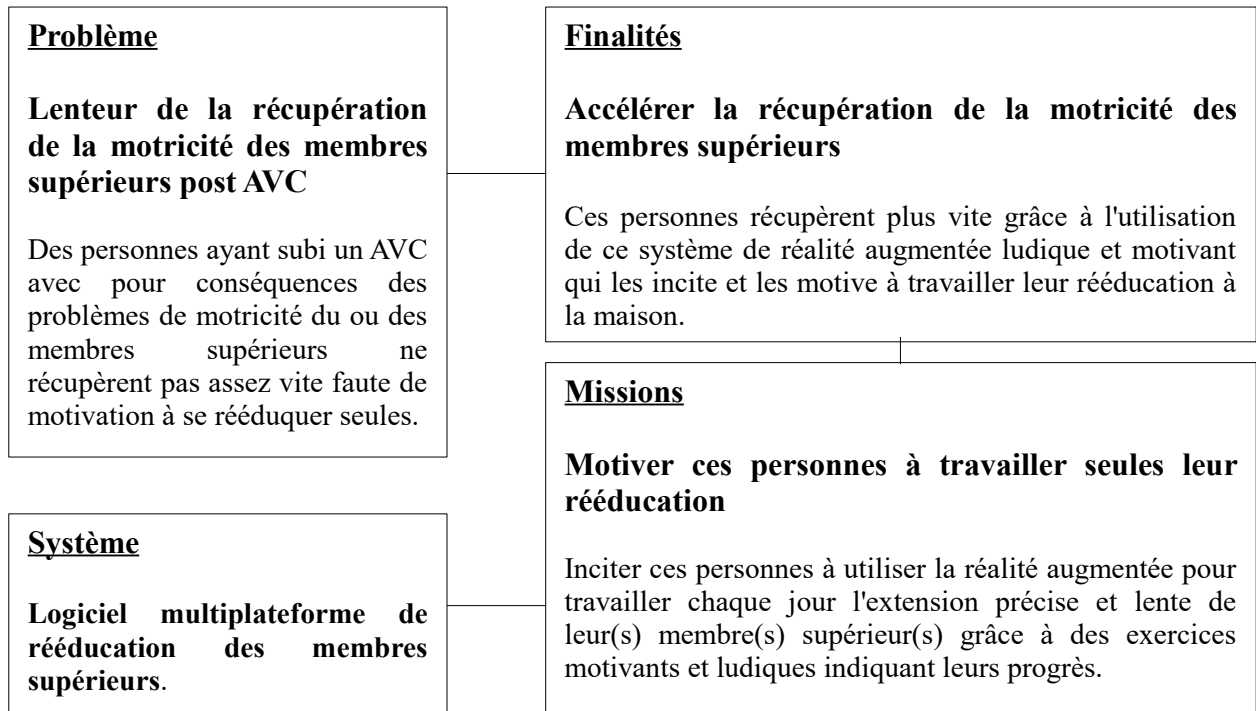 Problème
Lenteur de la récupération
de la motricité des membres
supérieurs post AVC
Des personnes ayant subi un AVC
avec pour conséquences des
problèmes de motricité du ou des
membres supérieurs ne
récupèrent pas assez vite faute de
motivation à se rééduquer seules.
Finalités
Accélérer la récupération de la motricité des
membres supérieurs
Ces personnes récupèrent plus vite grâce à l'utilisation
de ce système de réalité augmentée ludique et motivant
qui les incite et les motive à travailler leur rééducation à
la maison.
Missions
Motiver ces personnes à travailler seules leur
rééducation
Inciter ces personnes à utiliser la réalité augmentée pour
travailler chaque jour l'extension précise et lente de
leur(s) membre(s) supérieur(s) grâce à des exercices
motivants et ludiques indiquant leurs progrès.
Système
Logiciel multiplateforme de
rééducation des membres
supérieurs.